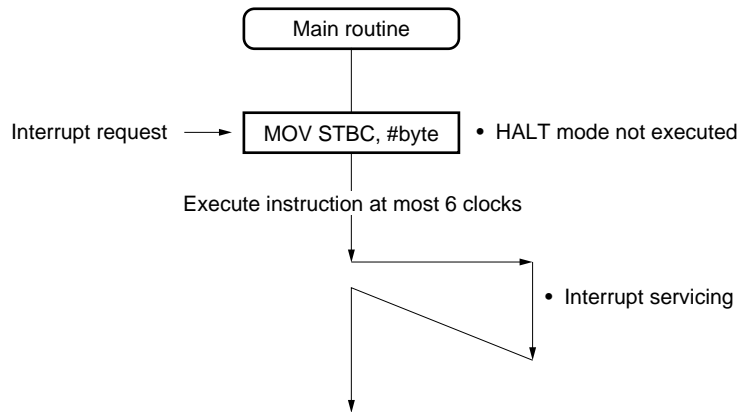 Main routine
Interrupt request
MOV STBC, #byte
• HALT mode not executed
Execute instruction at most 6 clocks
• Interrupt servicing